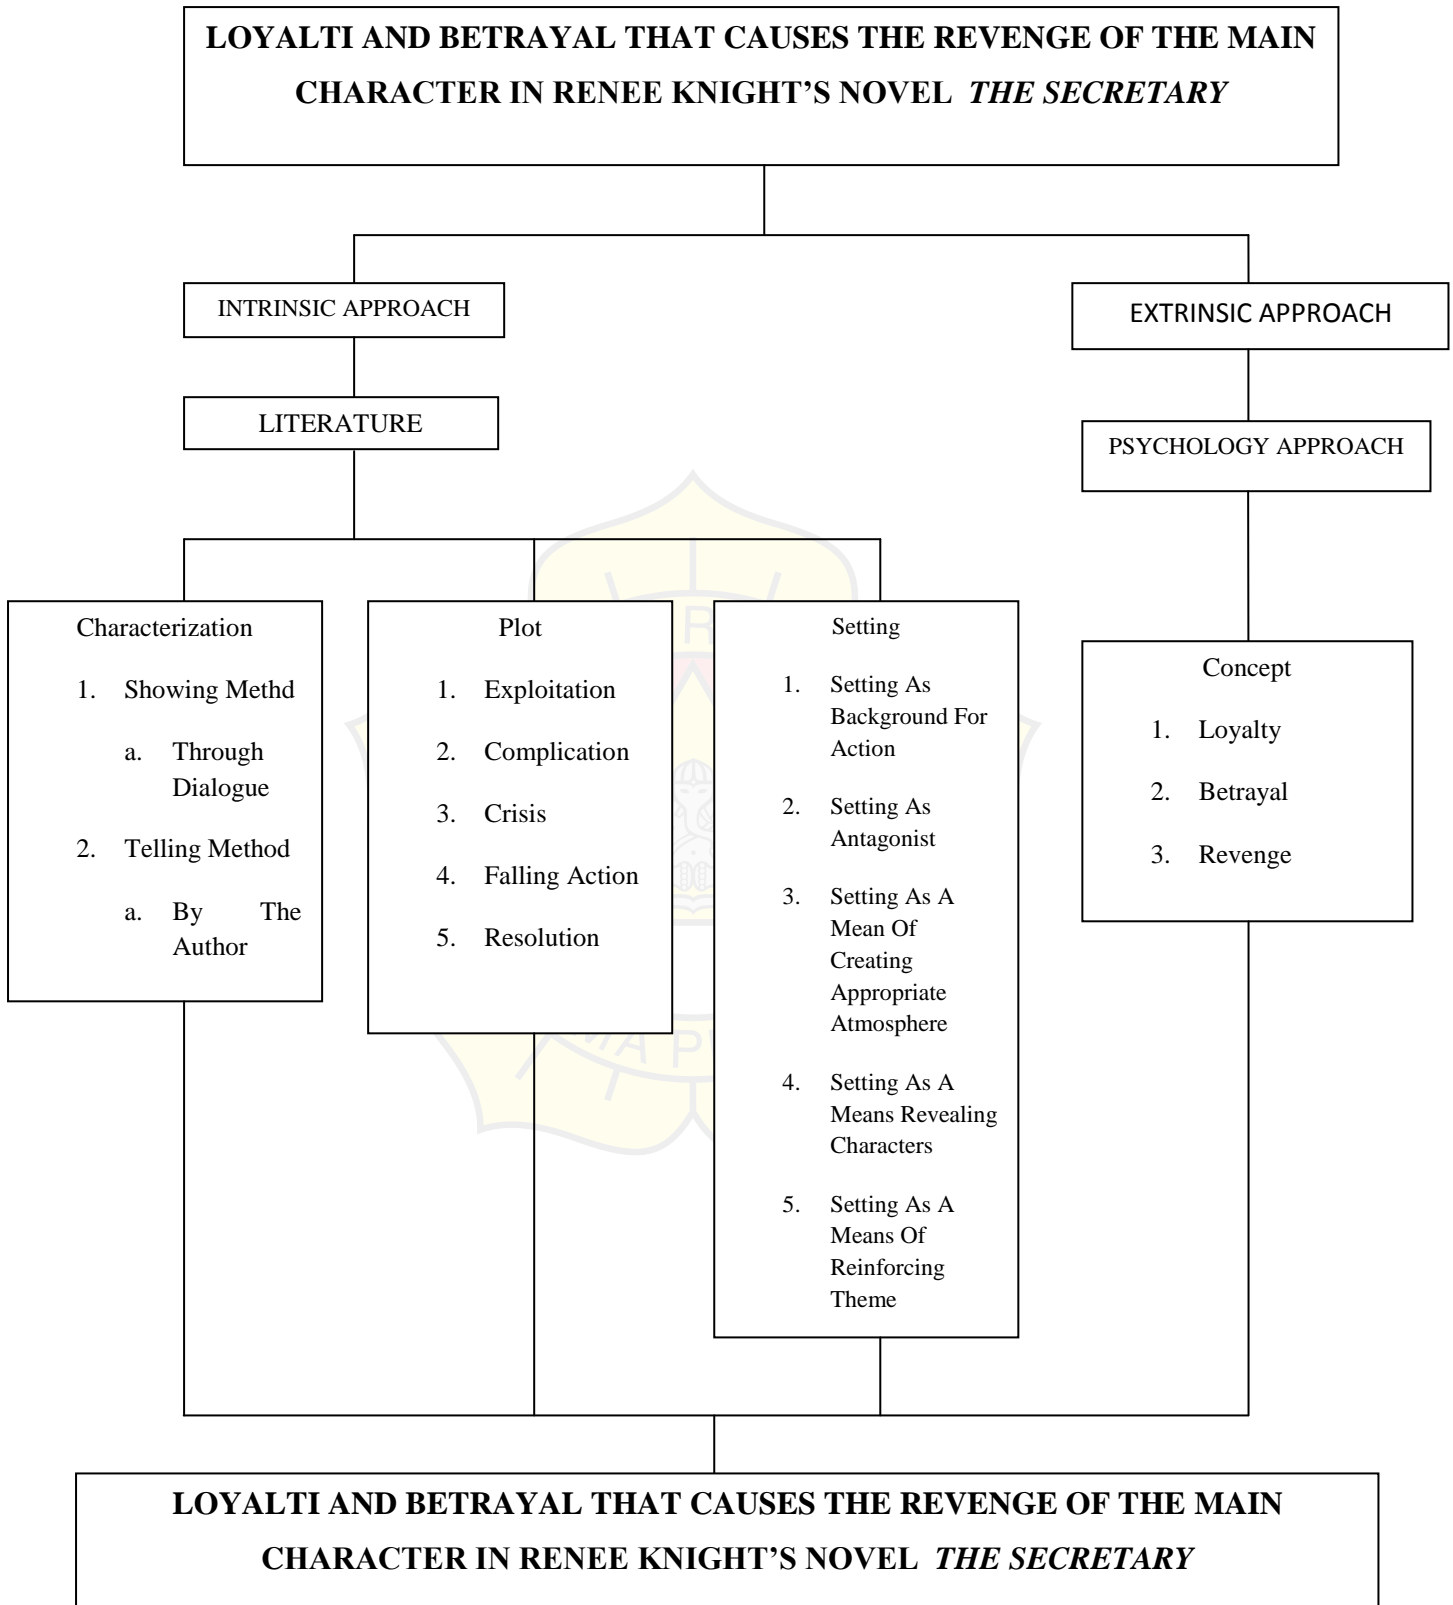 LOYALTI AND BETRAYAL THAT CAUSES THE REVENGE OF THE MAIN
CHARACTER IN RENEE KNIGHT’S NOVEL THE SECRETARY
INTRINSIC APPROACH
EXTRINSIC APPROACH
LITERATURE
PSYCHOLOGY APPROACH
Characterization
1. Showing Methd
a. Through
Dialogue
2. Telling Method
a. By The
Author
Plot
1. Exploitation
2. Complication
3. Crisis
4. Falling Action
5. Resolution
Setting
1. Setting As
Background For
Action
2. Setting As
Antagonist
3. Setting As A
Mean Of
Creating
Appropriate
Atmosphere
4. Setting As A
Means Revealing
Characters
5. Setting As A
Means Of
Reinforcing
Theme
Concept
1. Loyalty
2. Betrayal
3. Revenge
LOYALTI AND BETRAYAL THAT CAUSES THE REVENGE OF THE MAIN
CHARACTER IN RENEE KNIGHT’S NOVEL THE SECRETARY